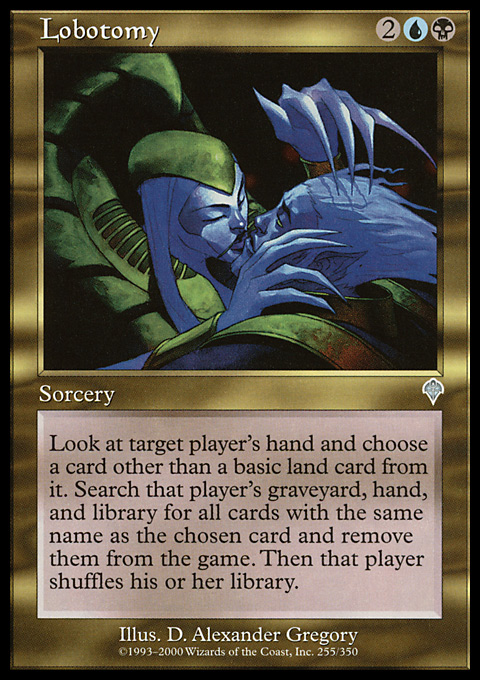 Lobotomy 2
Sorcery
Look at target player's hand and choose
a card other than a basic land card from
it. Search that player's graveyard, hand,
and library for all cards with the same
name as the chosen card and remove
them from the game. Then that player
shuffles his or her library.
Illus. D. Alexander Gregory
©1993–2000 Wizards of the Coast, Inc. 255/350